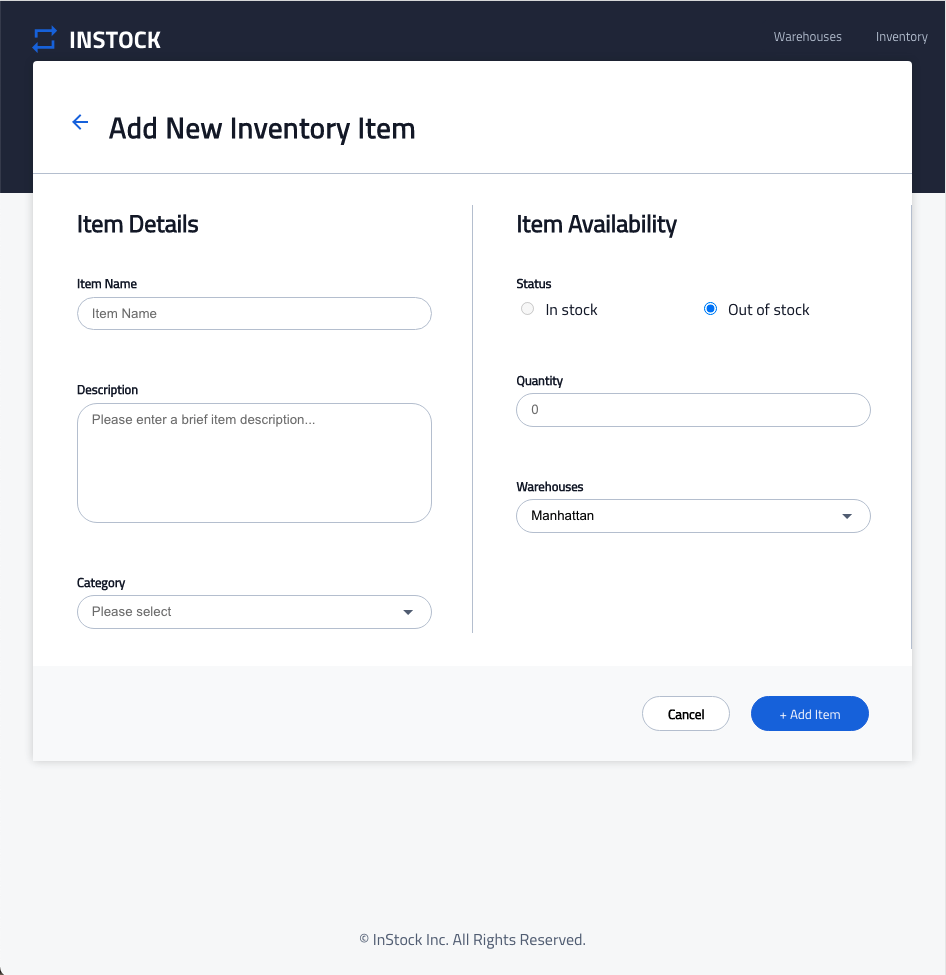 INSTOCK
Warehouses
Inventory
Add New Inventory Item
Item Details
Item Name
Item Name
Description
Please enter a brief item description...
Category
Please select
Item Availability
Status
In stock
Out of stock
Quantity
0
Warehouses
Manhattan
Cancel
+ Add Item
© InStock Inc. All Rights Reserved.